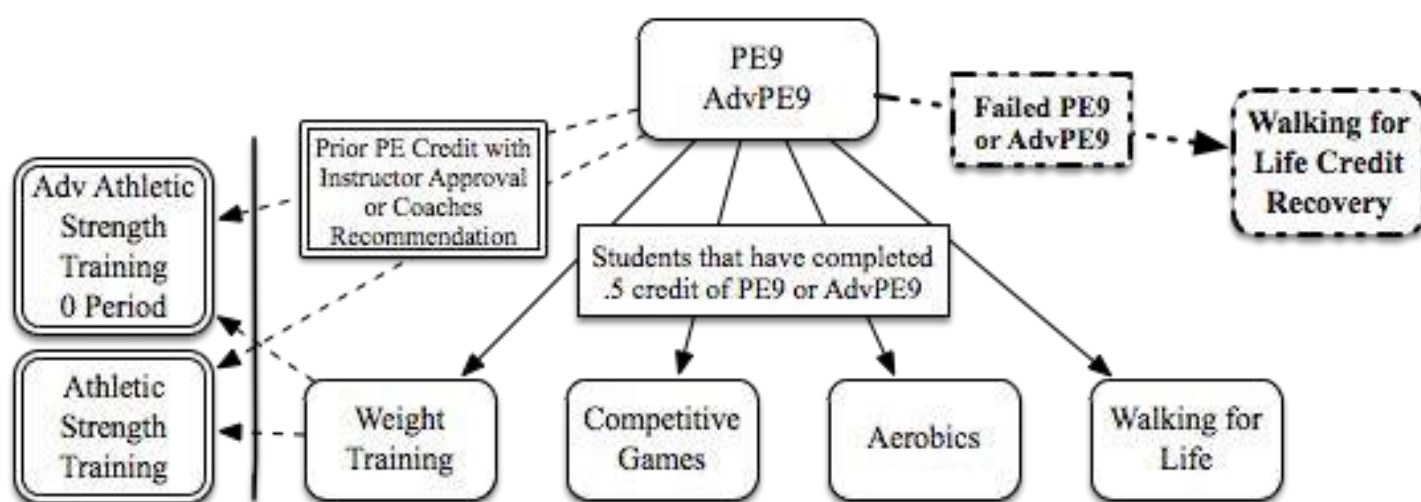 PE9
AdvPE9
Failed PE9
or AdvPE9
Walking for
Life Credit
Recovery
Prior PE Credit with
Instructor Approval
or Coaches
Recommendation
Adv Athletic
Strength
Training
0 Period
Students that have completed
.5 credit of PE9 or AdvPE9
Athletic
Strength
Training
Weight
Training
Competitive
Games
Aerobics
Walking for
Life